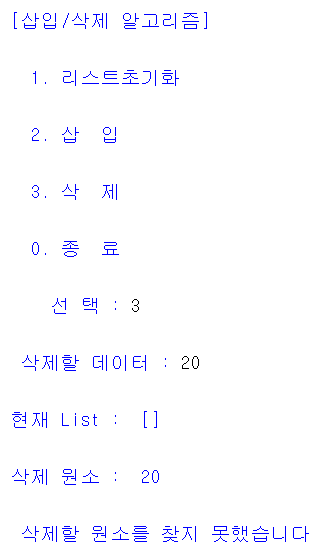 [삽입/삭제 알고리즘]
1. 리스트초기화
2. 삽  입
3. 삭  제
0. 종  료
선 택 : 3
삭제할 데이터 : 20
현재 List :  []
삭제 원소 :  20
삭제할 원소를 찾지 못했습니다